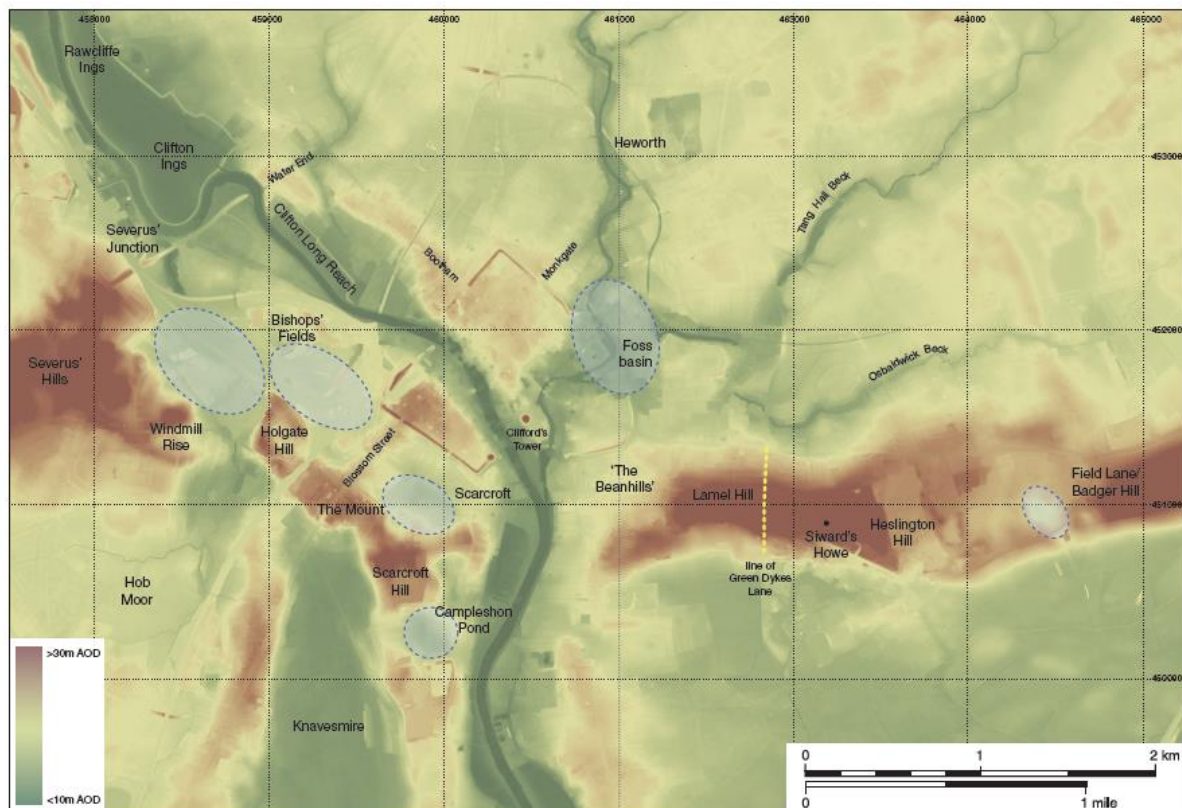 458000
459000
460000
461000
463000
464000
465000
Rawcliffe
Ings
Clifton
Ings
Water End
Heworth
453000
Severus'
Junction
Clifton Long Reach
Bootham
Monkgate
Tang Hall Beck
Bishops'
Fields
452000
Foss
basin
Osbaldwick Beck
Severus'
Hills
Windmill
Rise
Holgate
Hill
Blossom Street
Clifford's
Tower
'The
Beanhills'
Lamel Hill
Field Lane/
Badger Hill
The Mount
Scarcroft
451000
Siward's
Howe
Heslington
Hill
line of
Green Dykes
Lane
Hob
Moor
Scarcroft
Hill
Campleshon
Pond
>30m AOD
450000
Knavesmire
<10m AOD
0
1
2 km
0
1 mile